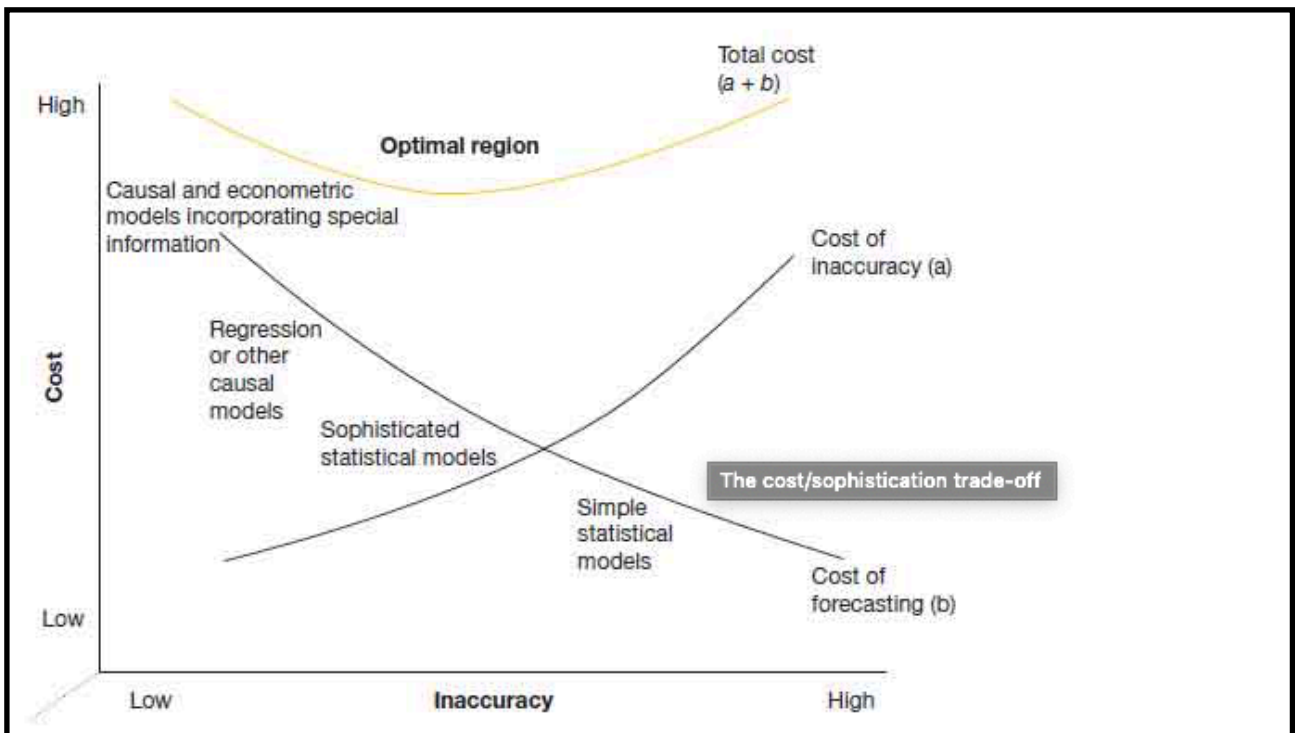 Total cost
(a + b)
High
Optimal region
Causal and econometric
models incorporating special
information
Cost of
inaccuracy (a)
Regression
or other
causal
models
Cost
Sophisticated
statistical models
The cost/sophistication trade-off
Simple
statistical
models
Cost of
forecasting (b)
Low
Low
Inaccuracy
High